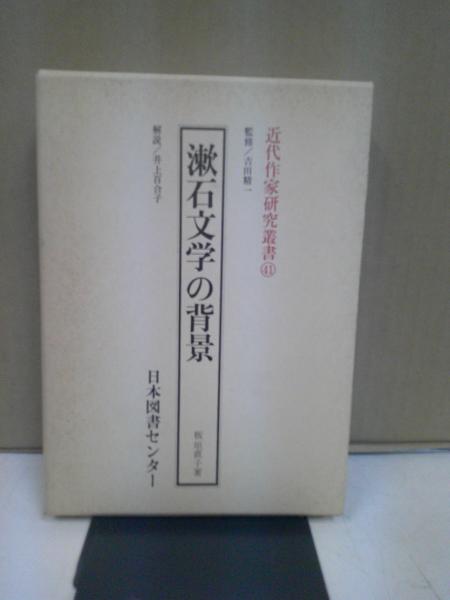 近代作家研究叢書㊶
監修／吉田精一
漱石文学の背景
板垣直子著
解説／井上百合子
日本図書センター